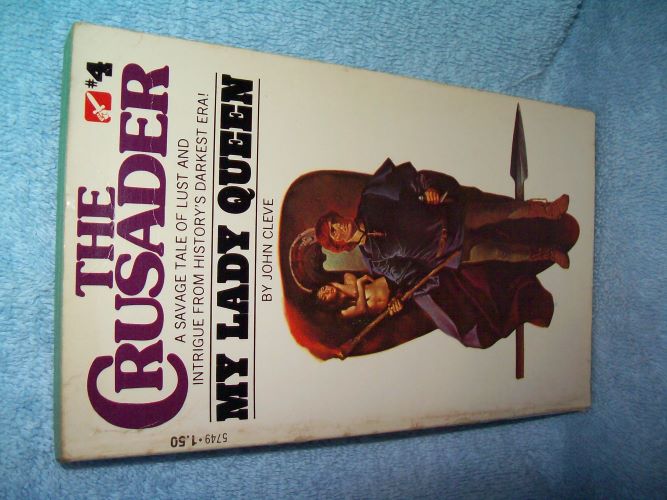 #4
THE
CRUSADER
A SAVAGE TALE OF LUST AND
INTRIGUE FROM HISTORY'S DARKEST ERA!
MY LADY QUEEN
BY JOHN CLEVE
5749•1.50